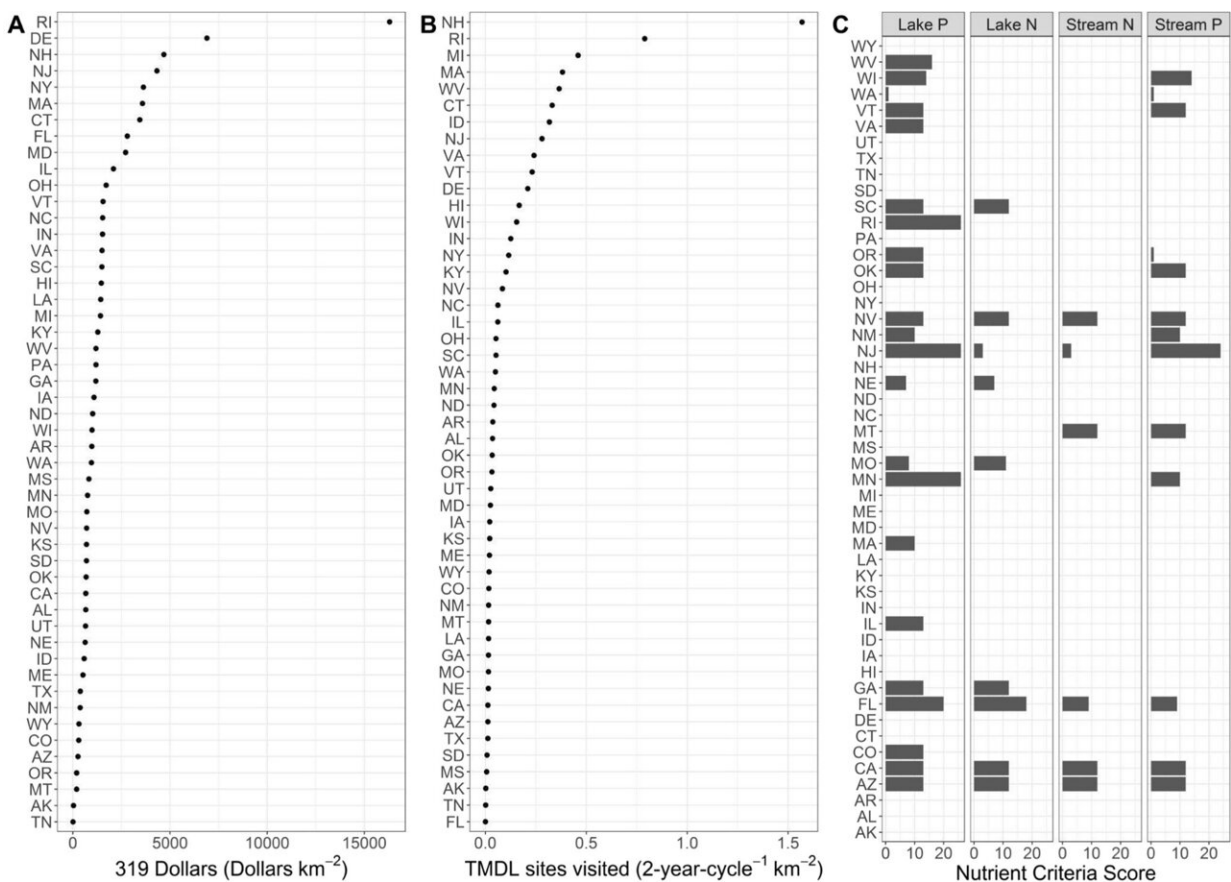 A
RI
DE
NH
NJ
NY
MA
CT
FL
MD
IL
OH
VT
NC
IN
VA
SC
HI
LA
MI
KY
WV
PA
GA
IA
ND
WI
AR
WA
MS
MN
MO
NV
KS
SD
OK
CA
AL
UT
NE
ID
ME
TX
NM
WY
CO
AZ
OR
MT
AK
TN
0 5000 10000 15000
319 Dollars (Dollars km⁻²)
B
NH
RI
MI
MA
WV
CT
ID
NJ
VA
VT
DE
HI
WI
IN
NY
KY
NV
NC
IL
OH
SC
WA
MN
ND
AR
AL
OK
OR
UT
MD
IA
KS
ME
WY
CO
NM
MT
LA
GA
MO
NE
CA
AZ
TX
SD
MS
AK
TN
FL
0.0 0.5 1.0 1.5
TMDL sites visited (2-year-cycle⁻¹ km⁻²)
C
Lake P Lake N Stream N Stream P
WY
WV
WI
WA
VT
VA
UT
TX
TN
SD
SC
RI
PA
OR
OK
OH
NY
NV
NM
NJ
NH
NE
ND
NC
MT
MS
MO
MN
MI
ME
MD
MA
LA
KY
KS
IN
IL
ID
IA
HI
GA
FL
DE
CT
CO
CA
AZ
AR
AL
AK
0 10 20 0 10 20 0 10 20 0 10 20
Nutrient Criteria Score